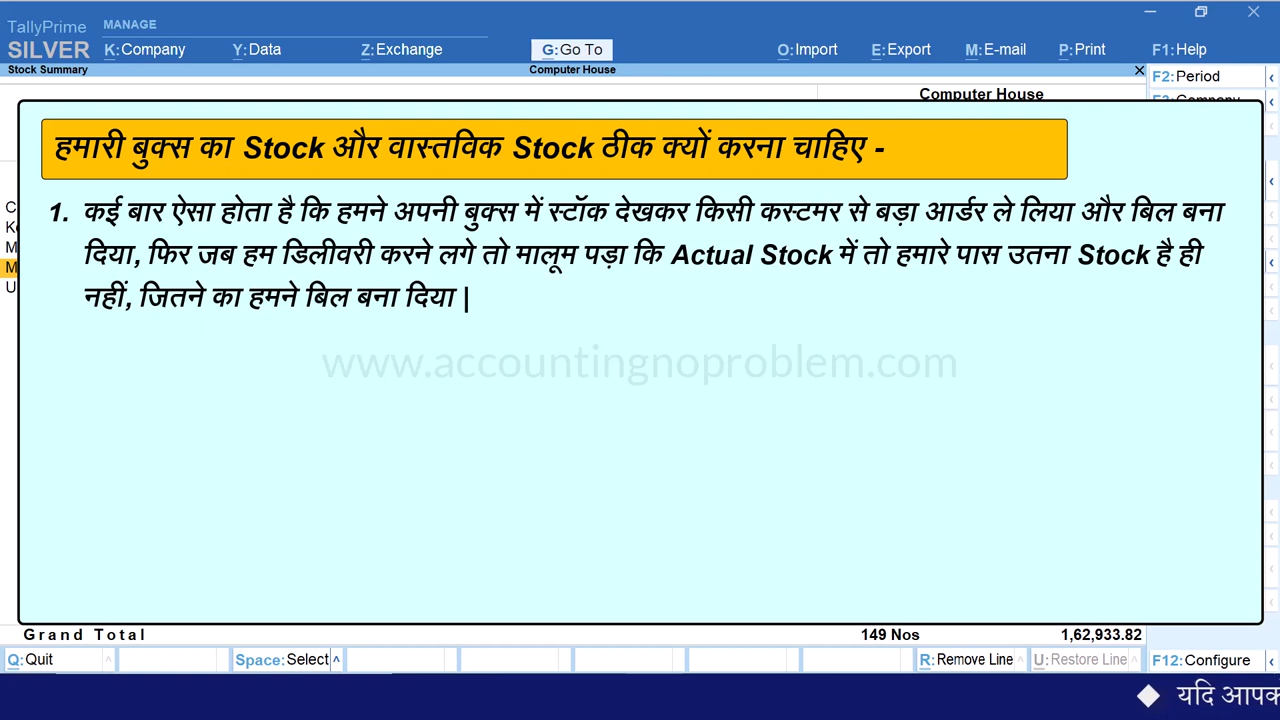 TallyPrime
MANAGE
SILVER
K:Company
Y:Data
Z:Exchange
G:Go To
O:Import
E:Export
M:E-mail
P:Print
F1:Help
Stock Summary
Computer House
F2:Period
Computer House
हमारी बुक्स का Stock और वास्तविक Stock ठीक क्यों करना चाहिए -
1. कई बार ऐसा होता है कि हमने अपनी बुक्स में स्टॉक देखकर किसी कस्टमर से बड़ा आर्डर ले लिया और बिल बना
दिया, फिर जब हम डिलीवरी करने लगे तो मालूम पड़ा कि Actual Stock में तो हमारे पास उतना Stock है ही
नहीं, जितने का हमने बिल बना दिया |
www.accountingnoproblem.com
Grand Total 149 Nos 1,62,933.82
Q:Quit
Space:Select
R:Remove Line
U:Restore Line
F12:Configure
यदि